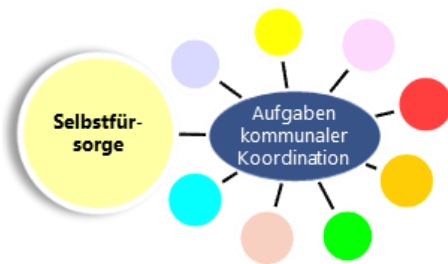 Selbstfür-
sorge
Aufgaben
kommunaler
Koordination